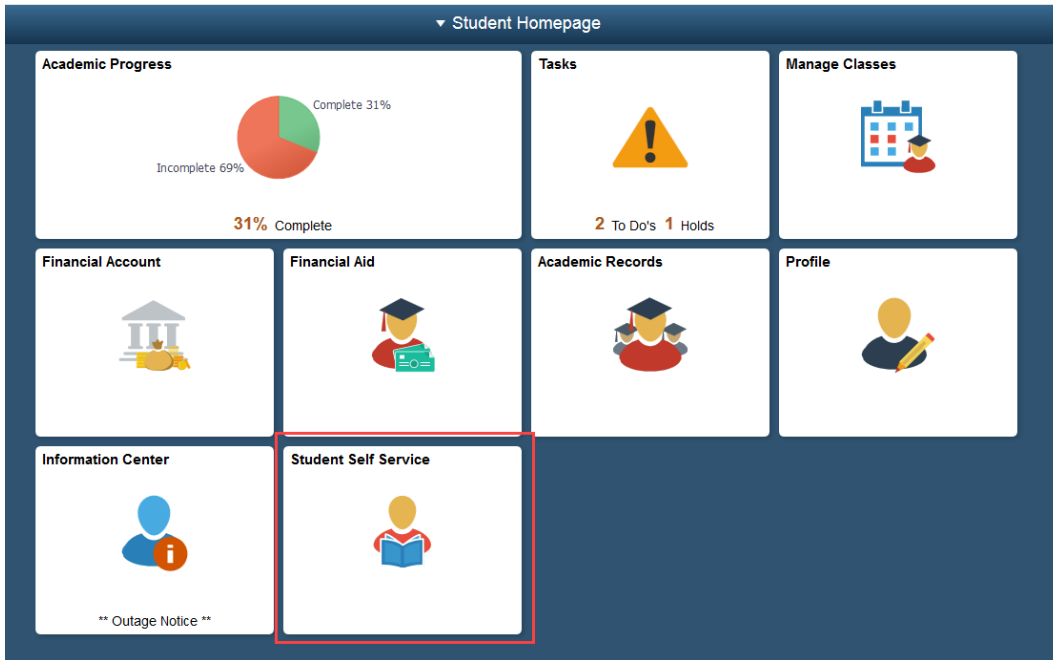 Student Homepage
Academic Progress
Complete 31%
Incomplete 69%
31% Complete
Tasks
2 To Do's 1 Holds
Manage Classes
Financial Account
Financial Aid
Academic Records
Profile
Information Center
** Outage Notice **
Student Self Service